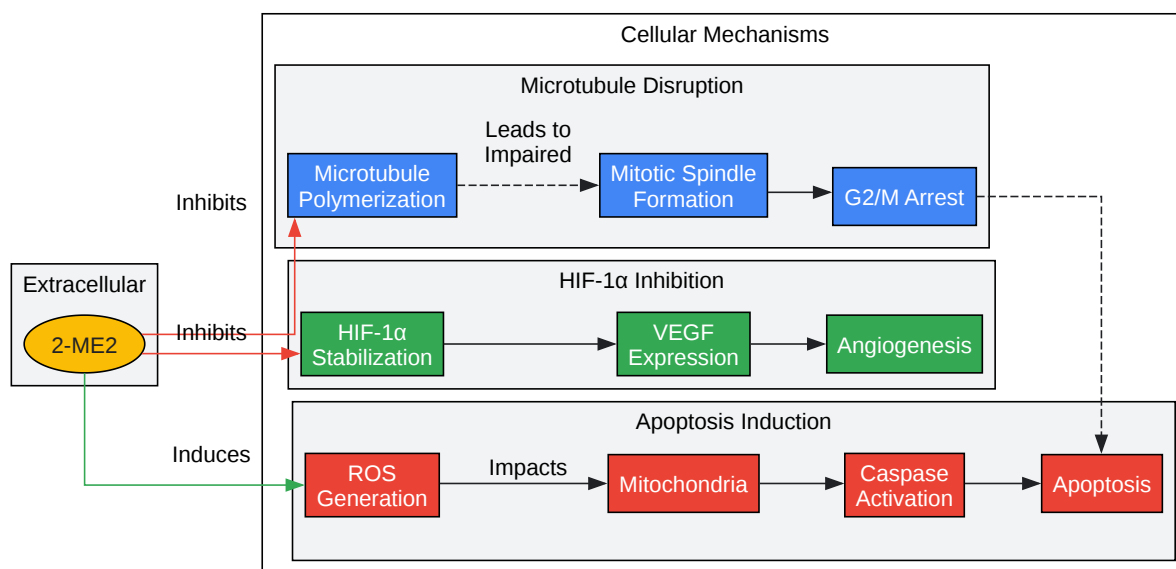 Cellular Mechanisms
Microtubule Disruption
Leads to
Impaired
Microtubule
Polymerization
Mitotic Spindle
Formation
G2/M Arrest
Inhibits
Extracellular
2-ME2
Inhibits
HIF-1α Inhibition
HIF-1α
Stabilization
VEGF
Expression
Angiogenesis
Apoptosis Induction
Induces
ROS
Generation
Impacts
Mitochondria
Caspase
Activation
Apoptosis